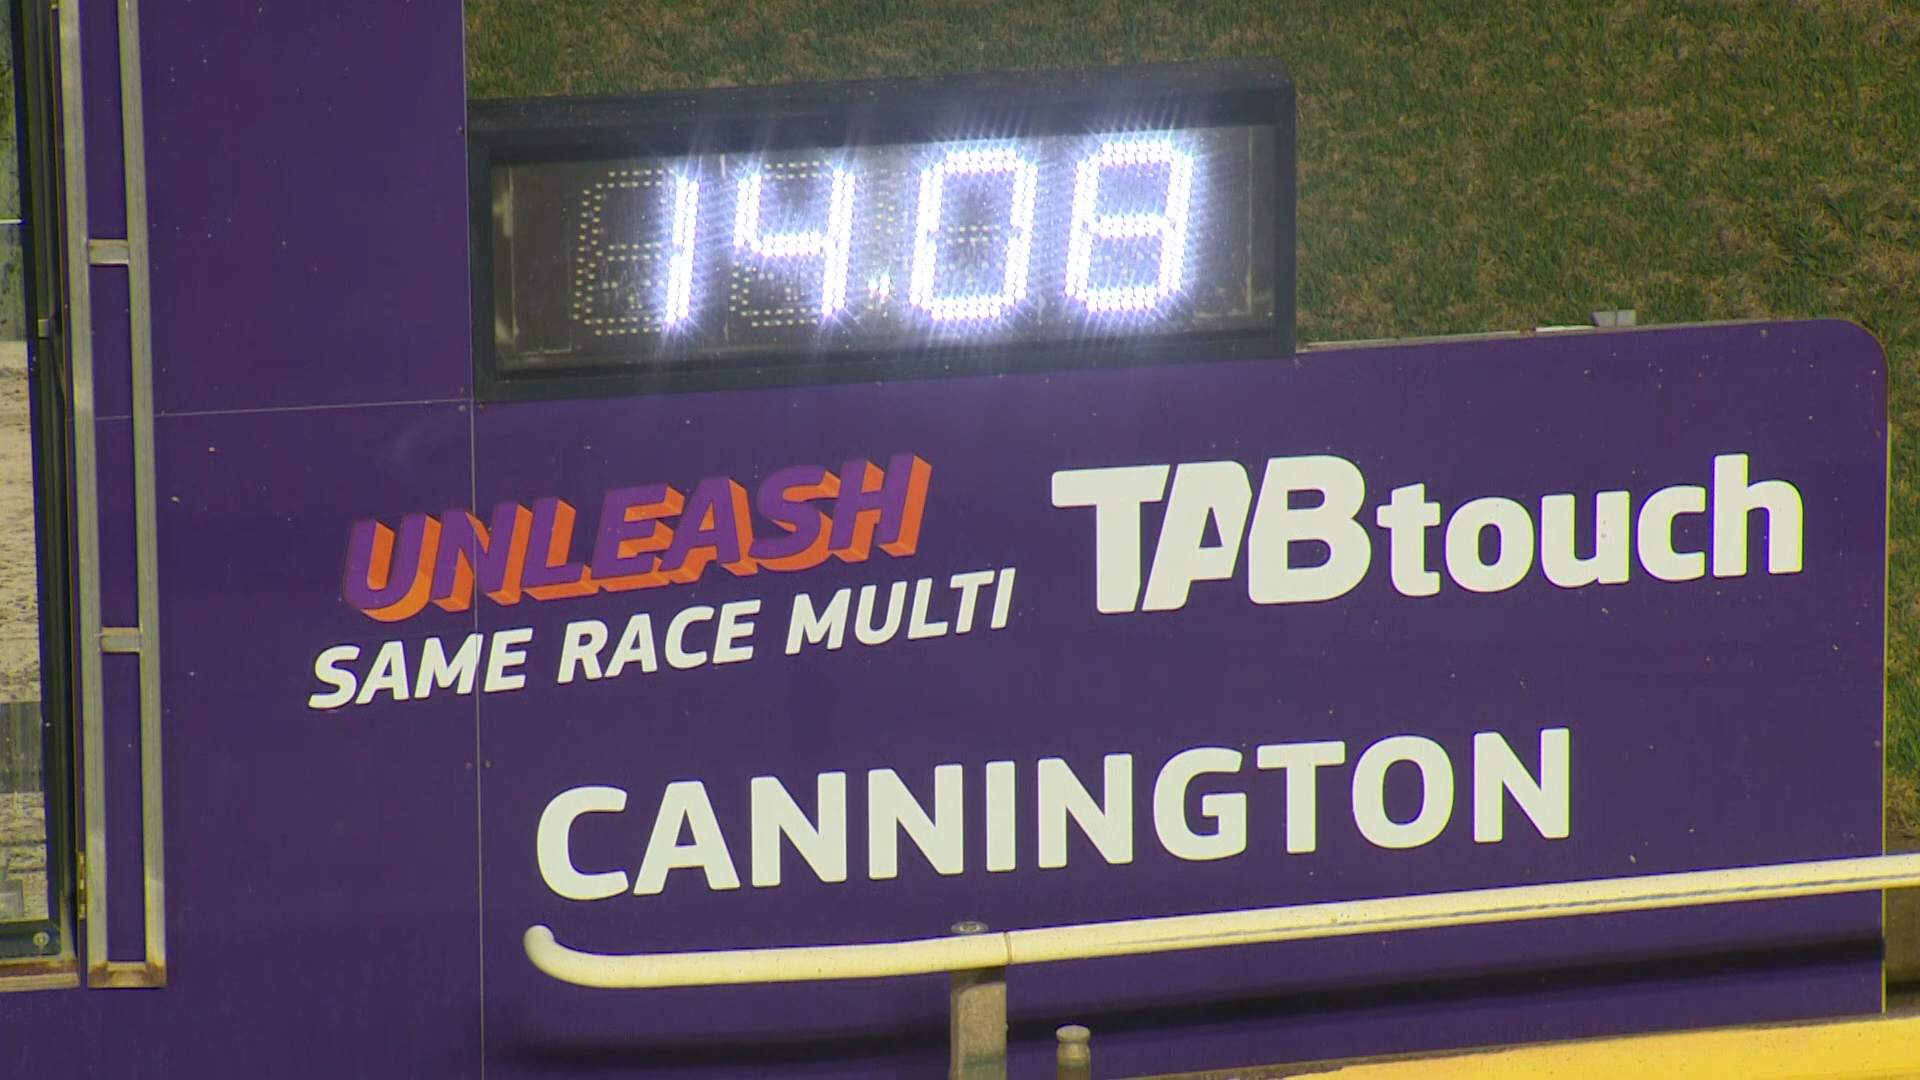 14.08
UNLEASH
SAME RACE MULTI
TABtouch
CANNINGTON